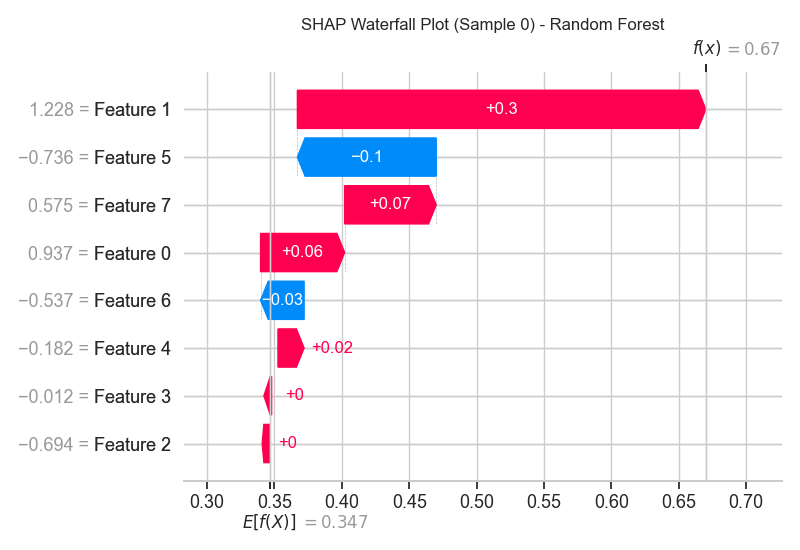 SHAP Waterfall Plot (Sample 0) - Random Forest
f(x) = 0.67
1.228 = Feature 1
+0.3
−0.736 = Feature 5
−0.1
0.575 = Feature 7
+0.07
0.937 = Feature 0
+0.06
−0.537 = Feature 6
−0.03
−0.182 = Feature 4
+0.02
−0.012 = Feature 3
+0
−0.694 = Feature 2
+0
0.30 0.35 0.40 0.45 0.50 0.55 0.60 0.65 0.70
E[f(X)] = 0.347